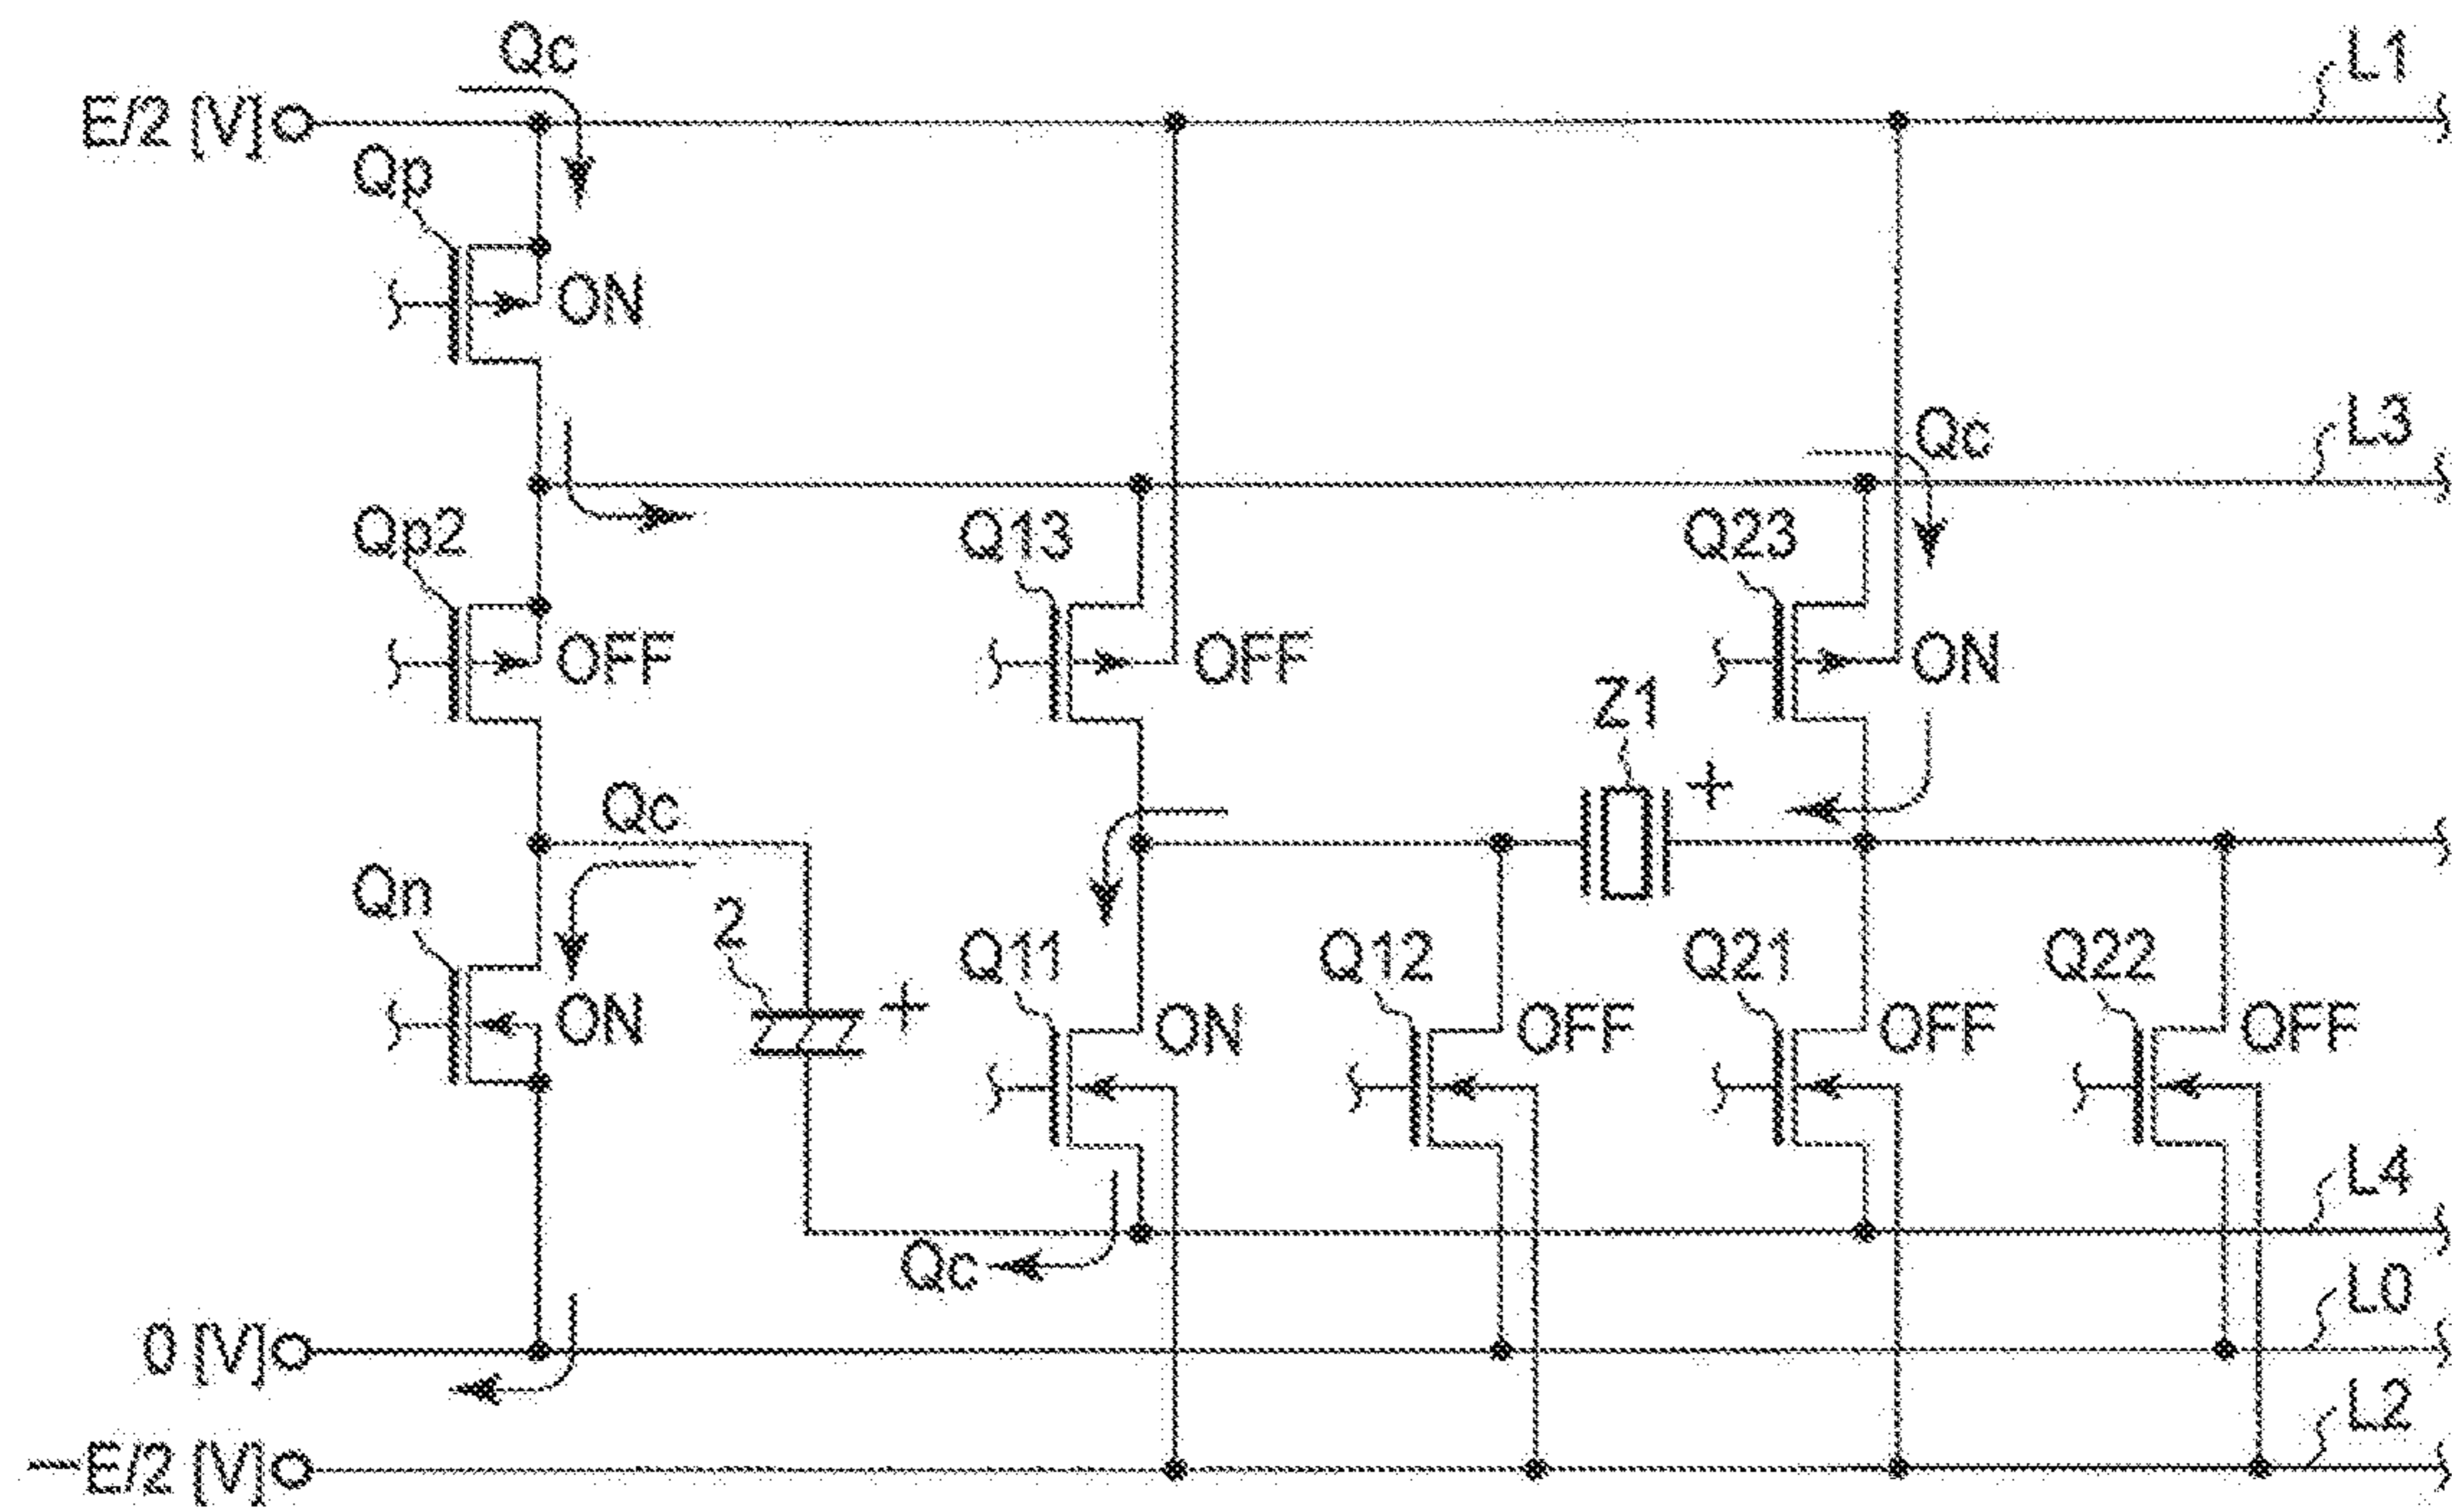 Qc
L1
E/2 [V]
Qp
ON
L3
Qc
Qp2
Q13
Q23
OFF
OFF
ON
Z1
+
Qc
Qn
2
+
Q11
Q12
Q21
Q22
ON
ON
OFF
OFF
OFF
L4
Qc
L0
0 [V]
L2
−E/2 [V]